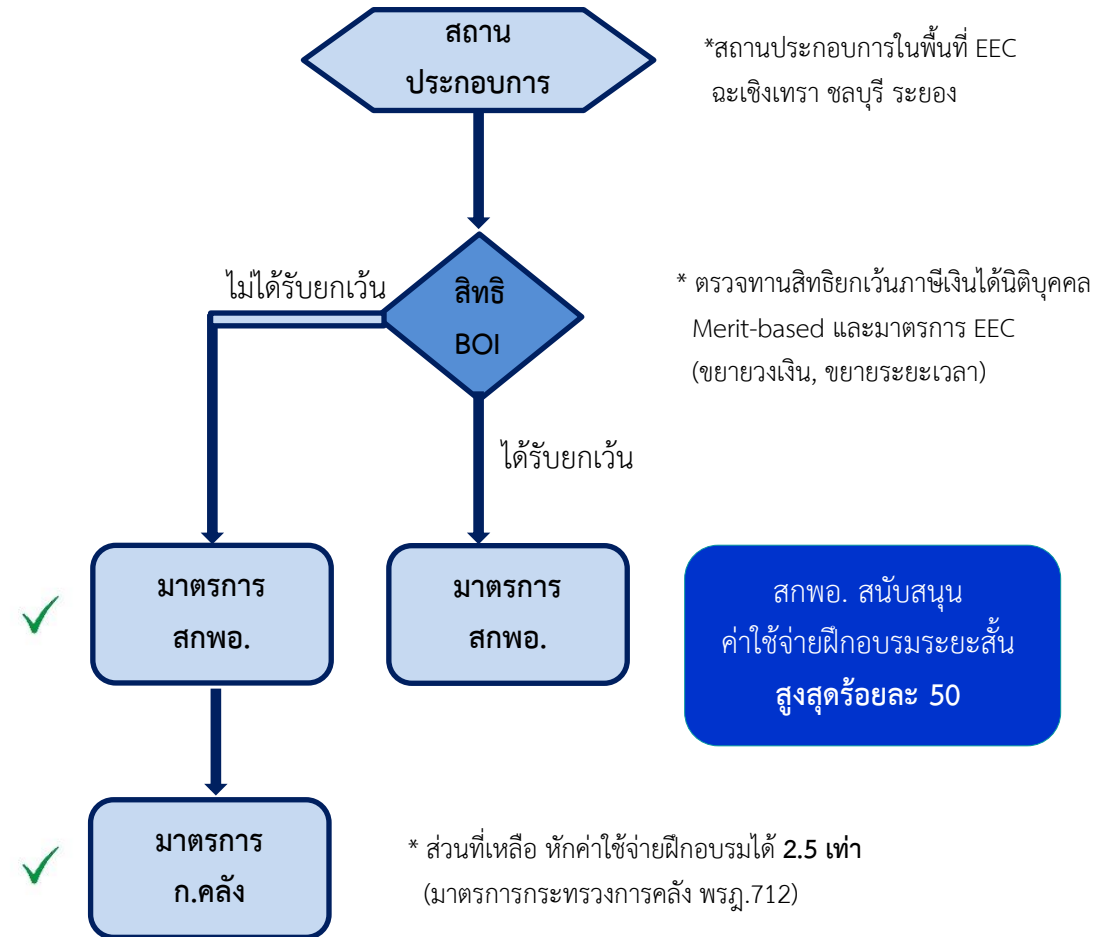 สถาน
ประกอบการ
*สถานประกอบการในพื้นที่ EEC
ฉะเชิงเทรา ชลบุรี ระยอง
ไม่ได้รับยกเว้น
สิทธิ
BOI
* ตรวจทานสิทธิยกเว้นภาษีเงินได้นิติบุคคล
Merit-based และมาตรการ EEC
(ขยายวงเงิน, ขยายระยะเวลา)
ได้รับยกเว้น
มาตรการ
สกพอ.
มาตรการ
สกพอ.
สกพอ. สนับสนุน
ค่าใช้จ่ายฝึกอบรมระยะสั้น
สูงสุดร้อยละ 50
มาตรการ
ก.คลัง
* ส่วนที่เหลือ หักค่าใช้จ่ายฝึกอบรมได้ 2.5 เท่า
(มาตรการกระทรวงการคลัง พรฎ.712)